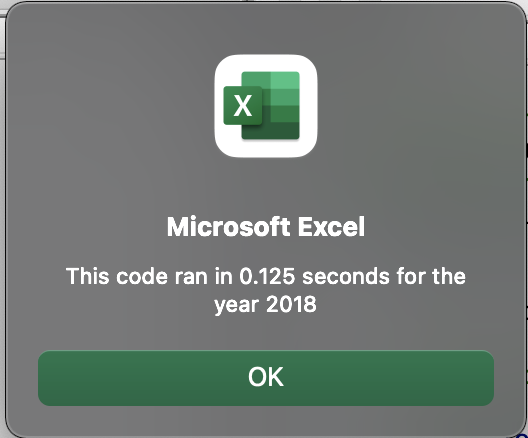 X
Microsoft Excel
This code ran in 0.125 seconds for the
year 2018
OK